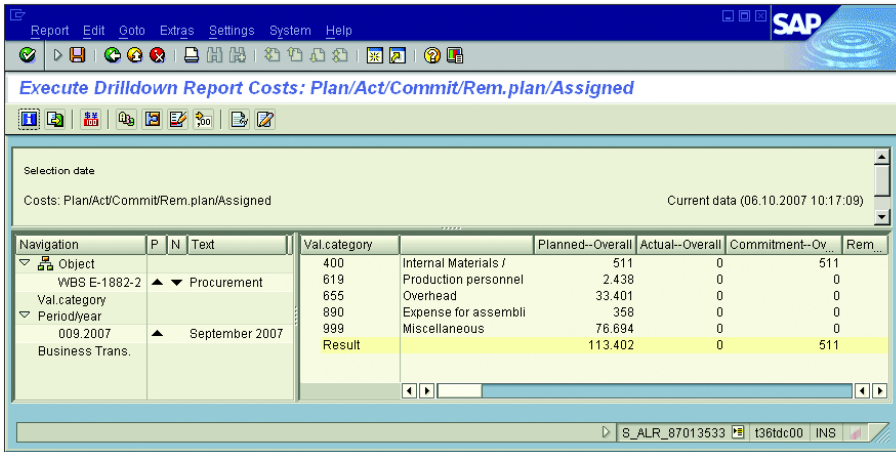 Report Edit Goto Extras Settings System Help
SAP
Execute Drilldown Report Costs: Plan/Act/Commit/Rem.plan/Assigned
Selection date
Costs: Plan/Act/Commit/Rem.plan/Assigned Current data (06.10.2007 10:17:09)
Navigation P N Text Val.category Planned--Overall Actual--Overall Commitment--Ov... Rem...
Object 400 Internal Materials / 511 0 511
WBS E-1882-2 Procurement 619 Production personnel 2.438 0 0
Val.category 655 Overhead 33.401 0 0
Period/year 890 Expense for assembli 358 0 0
009.2007 September 2007 999 Miscellaneous 76.694 0 0
Business Trans. Result 113.402 0 511
S_ALR_87013533 t36tdc00 INS